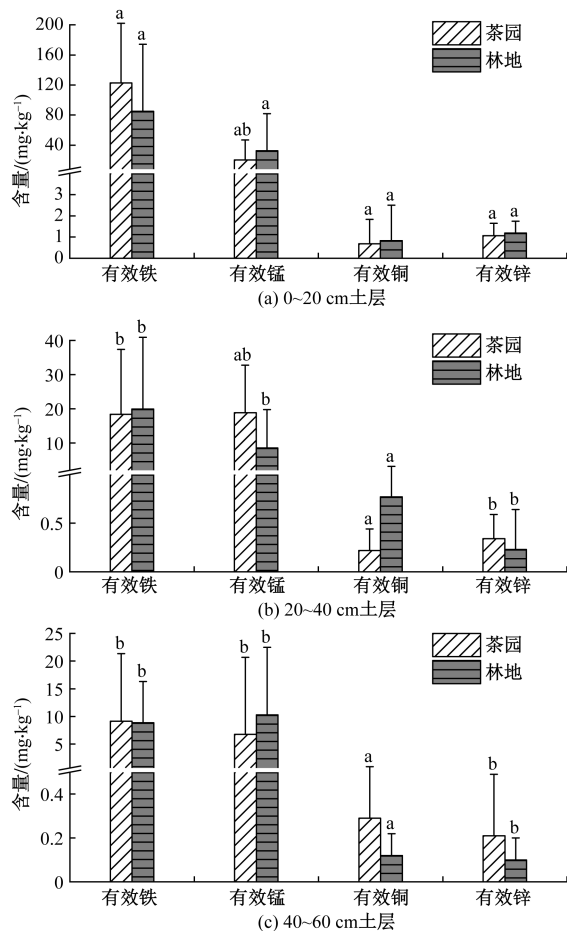 200
160
120
80
40
3
2
1
0
含量/(mg·kg⁻¹)
a
a
ab
a
a
a
a
a
茶园
林地
有效铁 有效锰 有效铜 有效锌
(a) 0~20 cm土层
40
30
20
10
0.5
0
含量/(mg·kg⁻¹)
b
b
ab
b
a
a
b
b
茶园
林地
有效铁 有效锰 有效铜 有效锌
(b) 20~40 cm土层
25
20
15
10
5
0.4
0.2
0
含量/(mg·kg⁻¹)
b
b
b
b
a
a
b
b
茶园
林地
有效铁 有效锰 有效铜 有效锌
(c) 40~60 cm土层